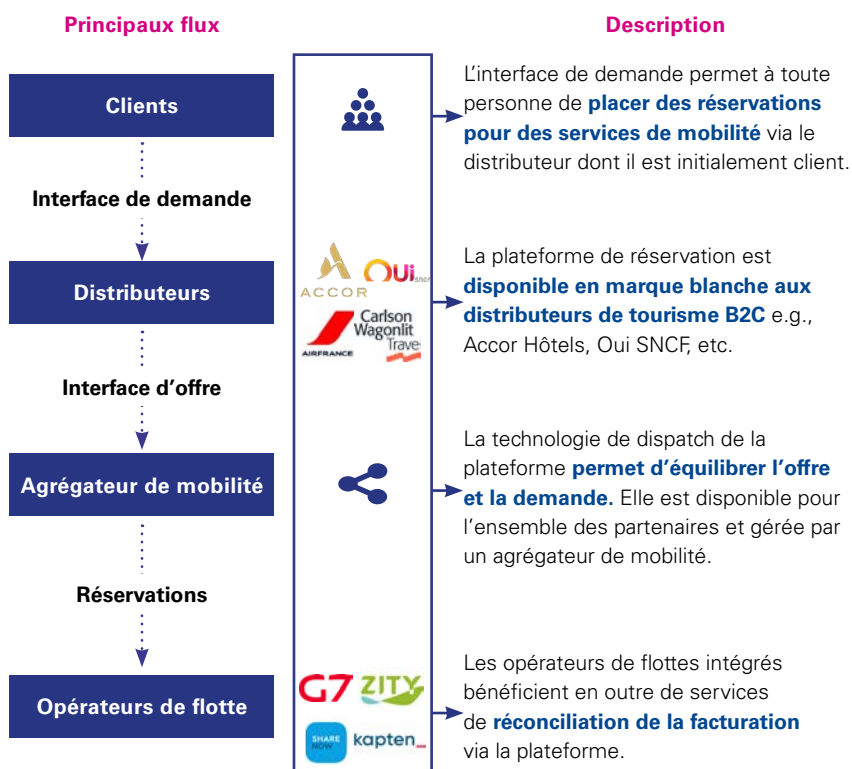 Principaux flux
Description
Clients
L'interface de demande permet à toute
personne de placer des réservations
pour des services de mobilité via le
distributeur dont il est initialement client.
Interface de demande
Distributeurs
ACCOR
Oui sncf
AIRFRANCE
Carlson
Wagonlit
Trave
La plateforme de réservation est
disponible en marque blanche aux
distributeurs de tourisme B2C e.g.,
Accor Hôtels, Oui SNCF, etc.
Interface d'offre
Agrégateur de mobilité
La technologie de dispatch de la
plateforme permet d'équilibrer l'offre
et la demande. Elle est disponible pour
l'ensemble des partenaires et gérée par
un agrégateur de mobilité.
Réservations
Opérateurs de flotte
G7 ZITY
SHARE
NOW
kapten_
Les opérateurs de flottes intégrés
bénéficient en outre de services
de réconciliation de la facturation
via la plateforme.